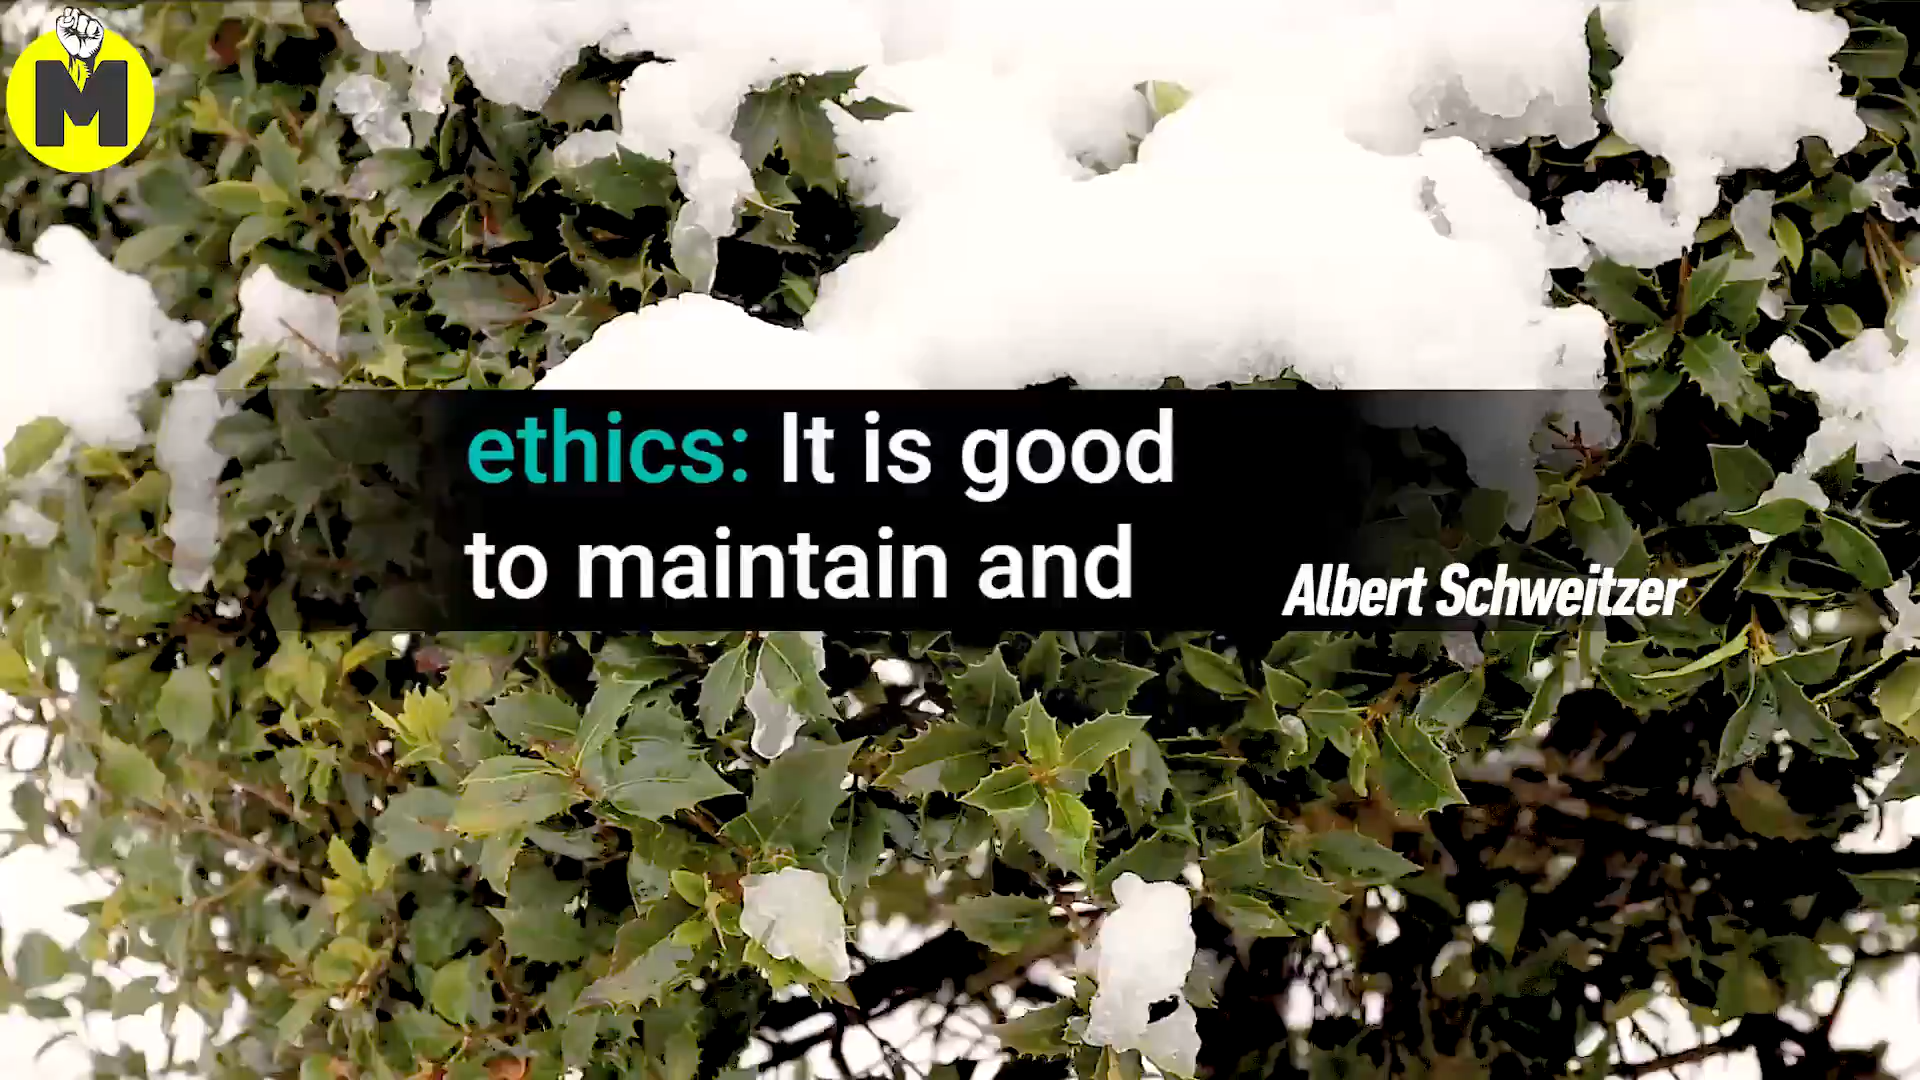 M
ethics: It is good
to maintain and
Albert Schweitzer